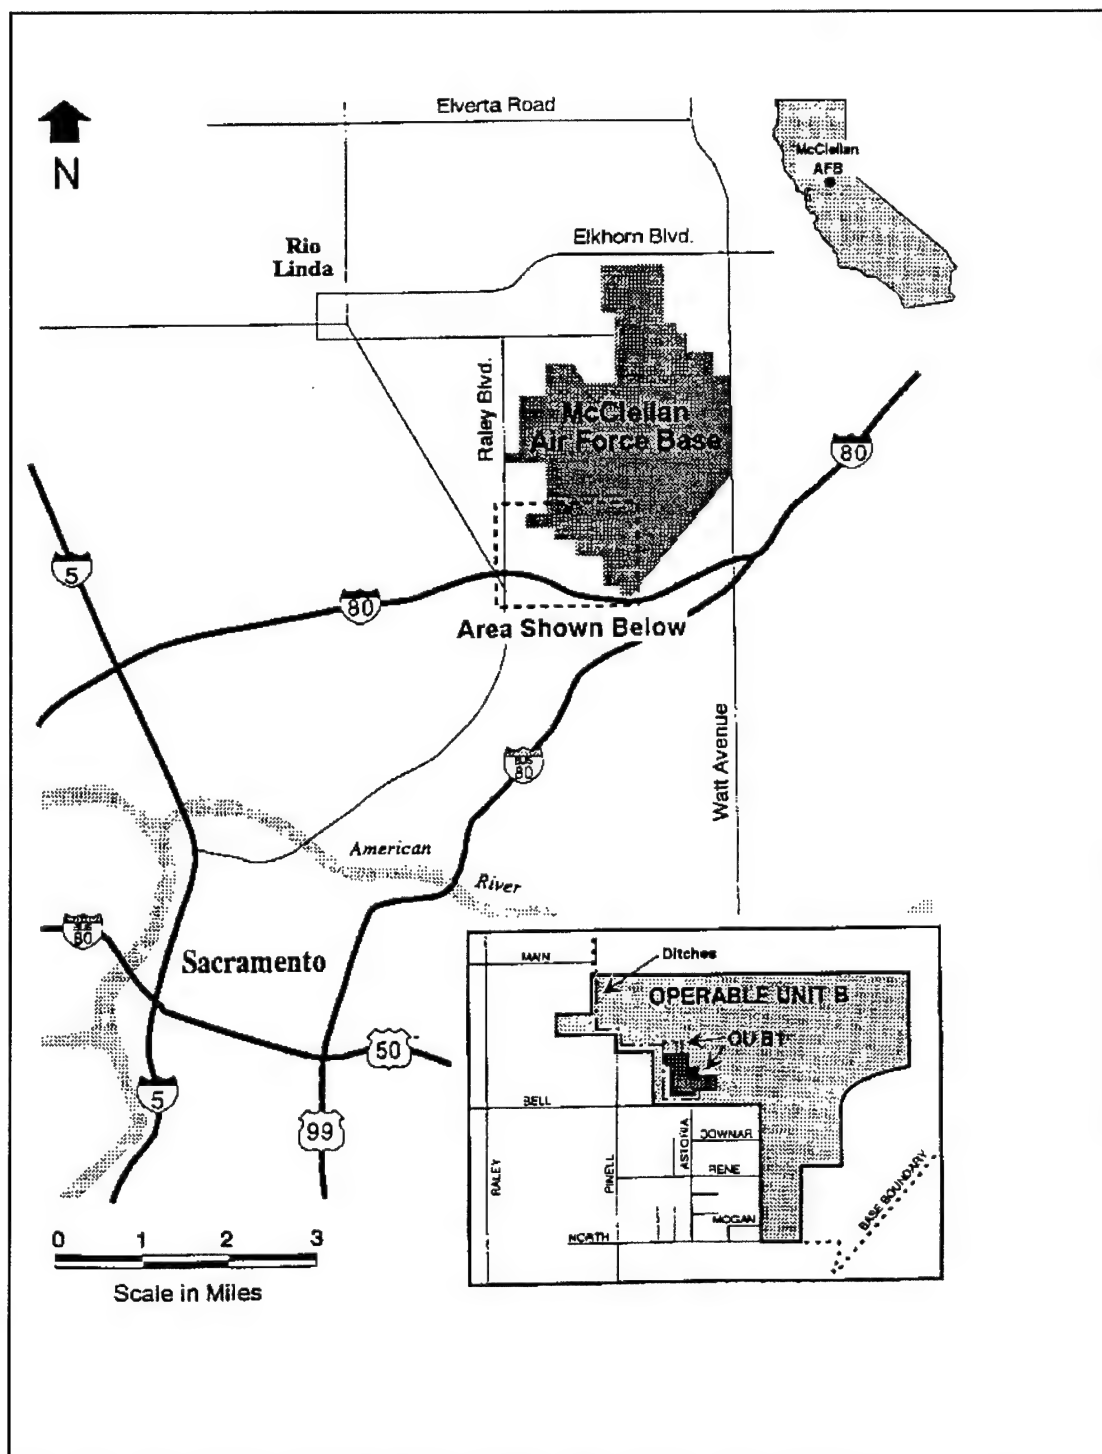 Elverta Road
N
McClellan
AFB
Elkhorn Blvd.
Rio
Linda
Raley Blvd.
McClellan
Air Force Base
80
5
80
Area Shown Below
Watt Avenue
BUS
80
American
River
80
Sacramento
50
5
99
MAIN
Ditches
OPERABLE UNIT B
OU B1
BELL
RALEY
PINELL
ASTORIA
DOWNAR
RENE
MOGAN
NORTH
BASE BOUNDARY
0 1 2 3
Scale in Miles